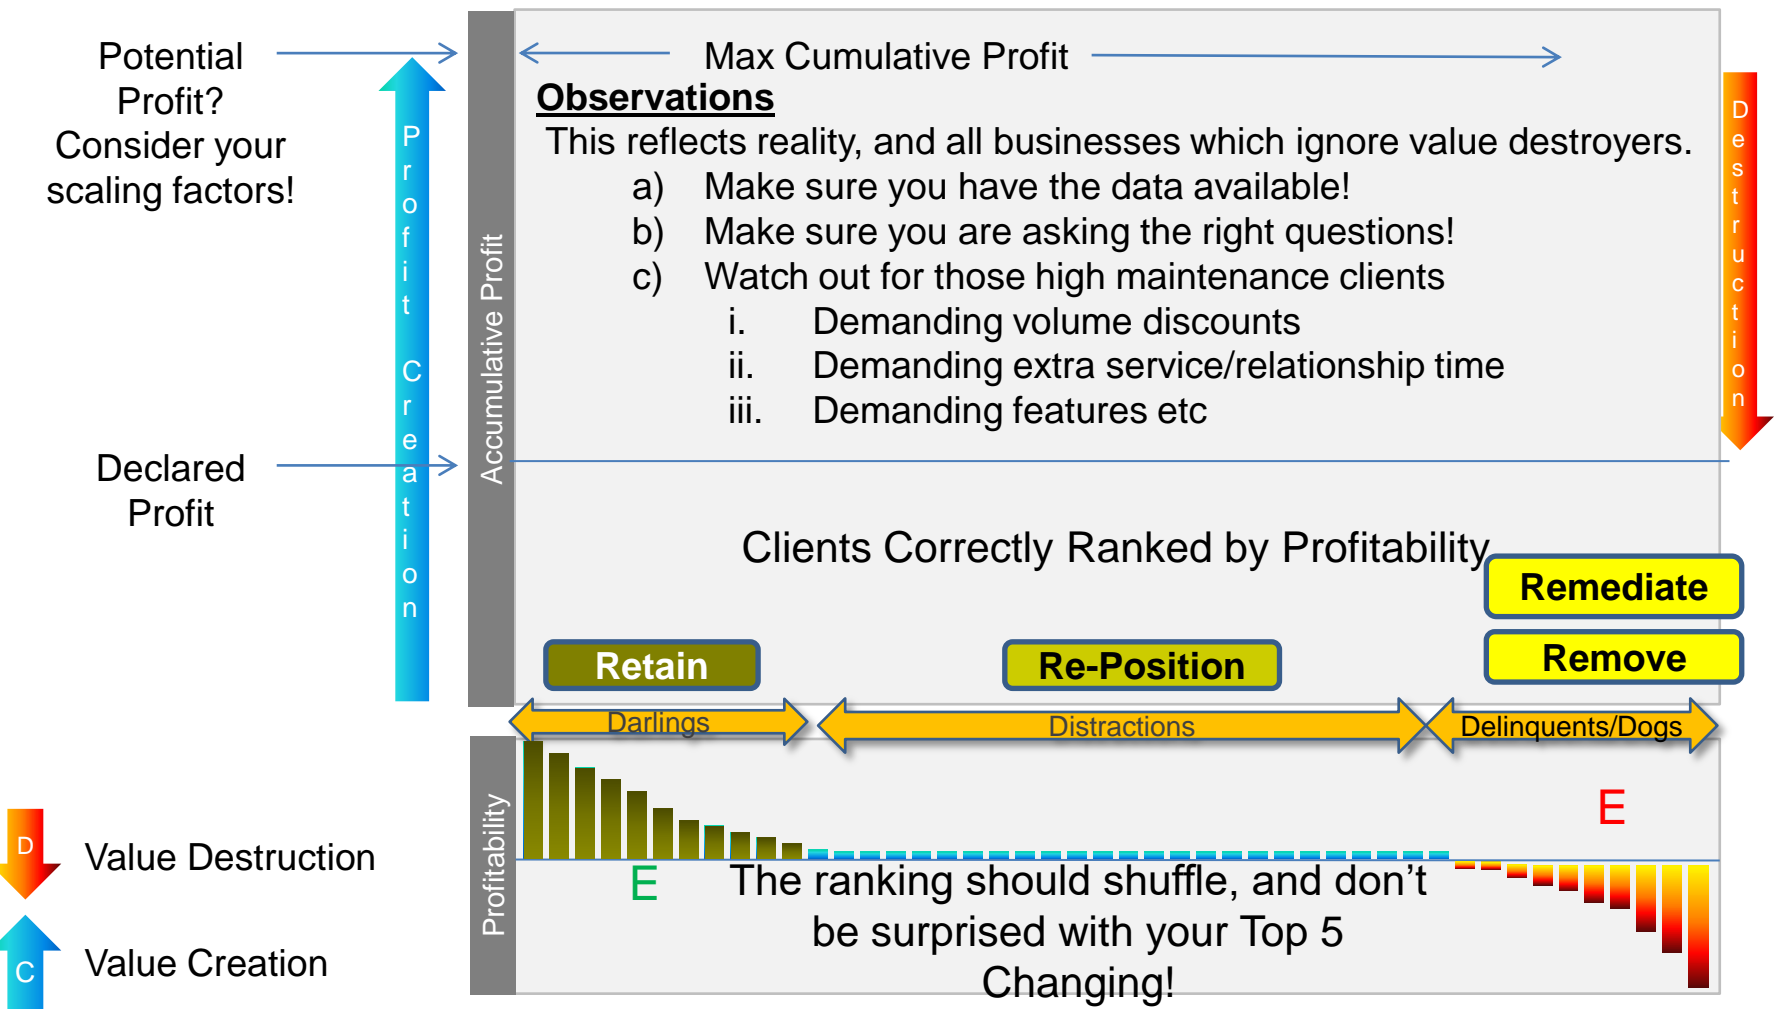 Potential
Profit?
Consider your
scaling factors!
Declared
Profit
Profit Creation
Accumulative Profit
Max Cumulative Profit
Observations
This reflects reality, and all businesses which ignore value destroyers.
a) Make sure you have the data available!
b) Make sure you are asking the right questions!
c) Watch out for those high maintenance clients
i. Demanding volume discounts
ii. Demanding extra service/relationship time
iii. Demanding features etc
Destruction
Clients Correctly Ranked by Profitability
Remediate
Remove
Retain
Re-Position
Darlings
Distractions
Delinquents/Dogs
Profitability
E
E
The ranking should shuffle, and don’t
be surprised with your Top 5
Changing!
D
Value Destruction
C
Value Creation